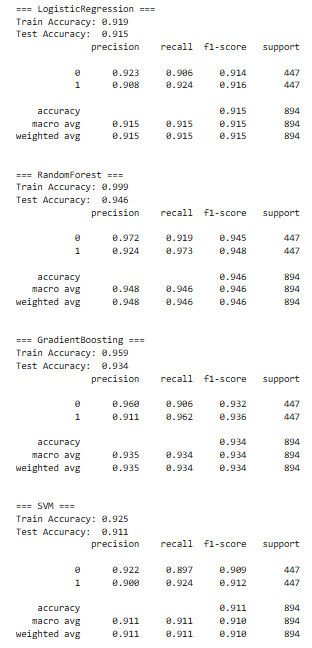 === LogisticRegression ===
Train Accuracy: 0.919
Test Accuracy:  0.915
              precision    recall  f1-score   support

           0      0.923     0.906     0.914       447
           1      0.908     0.924     0.916       447

    accuracy                          0.915       894
   macro avg      0.915     0.915     0.915       894
weighted avg      0.915     0.915     0.915       894

=== RandomForest ===
Train Accuracy: 0.999
Test Accuracy:  0.946
              precision    recall  f1-score   support

           0      0.972     0.919     0.945       447
           1      0.924     0.973     0.948       447

    accuracy                          0.946       894
   macro avg      0.948     0.946     0.946       894
weighted avg      0.948     0.946     0.946       894

=== GradientBoosting ===
Train Accuracy: 0.959
Test Accuracy:  0.934
              precision    recall  f1-score   support

           0      0.960     0.906     0.932       447
           1      0.911     0.962     0.936       447

    accuracy                          0.934       894
   macro avg      0.935     0.934     0.934       894
weighted avg      0.935     0.934     0.934       894

=== SVM ===
Train Accuracy: 0.925
Test Accuracy:  0.911
              precision    recall  f1-score   support

           0      0.922     0.897     0.909       447
           1      0.900     0.924     0.912       447

    accuracy                          0.911       894
   macro avg      0.911     0.911     0.910       894
weighted avg      0.911     0.911     0.910       894